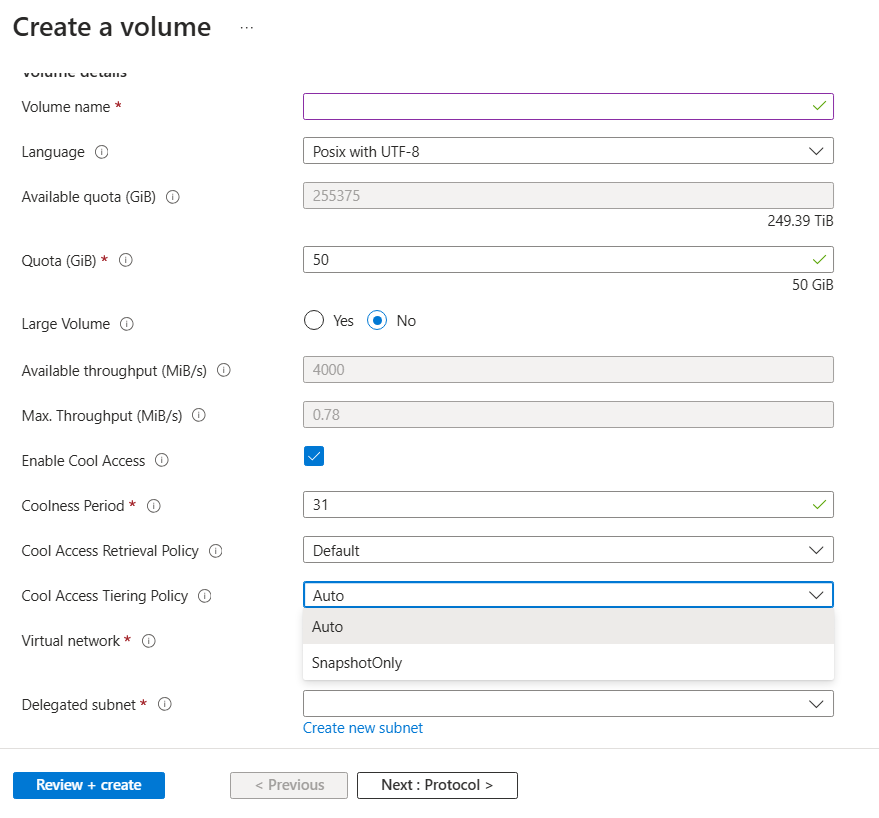 Create a volume ...
Volume details
Volume name *
Language
Posix with UTF-8
Available quota (GiB)
255375
249.39 TiB
Quota (GiB) *
50
50 GiB
Large Volume
Yes
No
Available throughput (MiB/s)
4000
Max. Throughput (MiB/s)
0.78
Enable Cool Access
Coolness Period *
31
Cool Access Retrieval Policy
Default
Cool Access Tiering Policy
Auto
Auto
Virtual network *
SnapshotOnly
Delegated subnet *
Create new subnet
Review + create
< Previous
Next : Protocol >